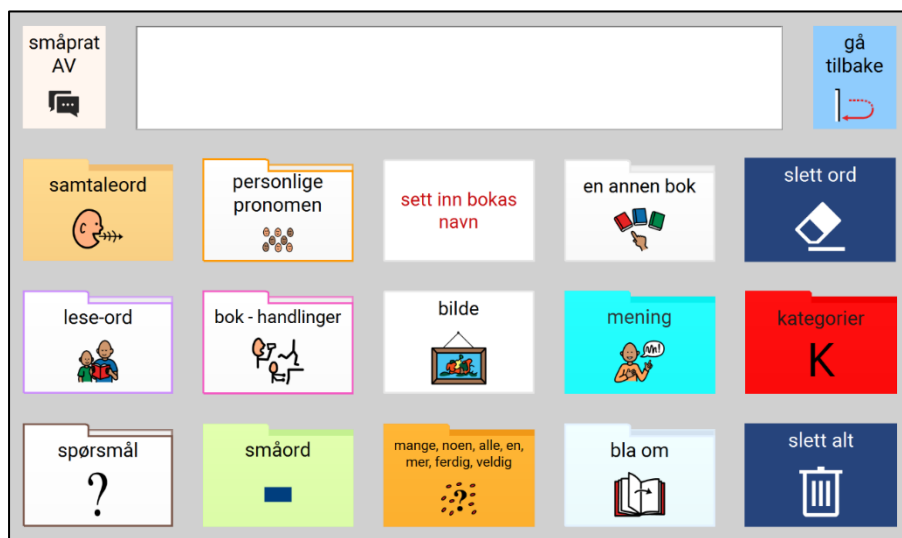 småprat
AV
gå
tilbake
samtaleord
personlige
pronomen
sett inn bokas
navn
en annen bok
slett ord
lese-ord
bok - handlinger
bilde
mening
Mn!
kategorier
K
spørsmål
?
småord
mange, noen, alle, en,
mer, ferdig, veldig
?
bla om
slett alt